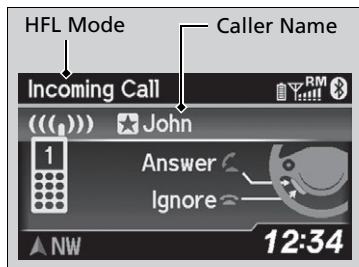 HFL Mode
Caller Name
Incoming Call
RM
John
1
Answer
Ignore
NW
12:34